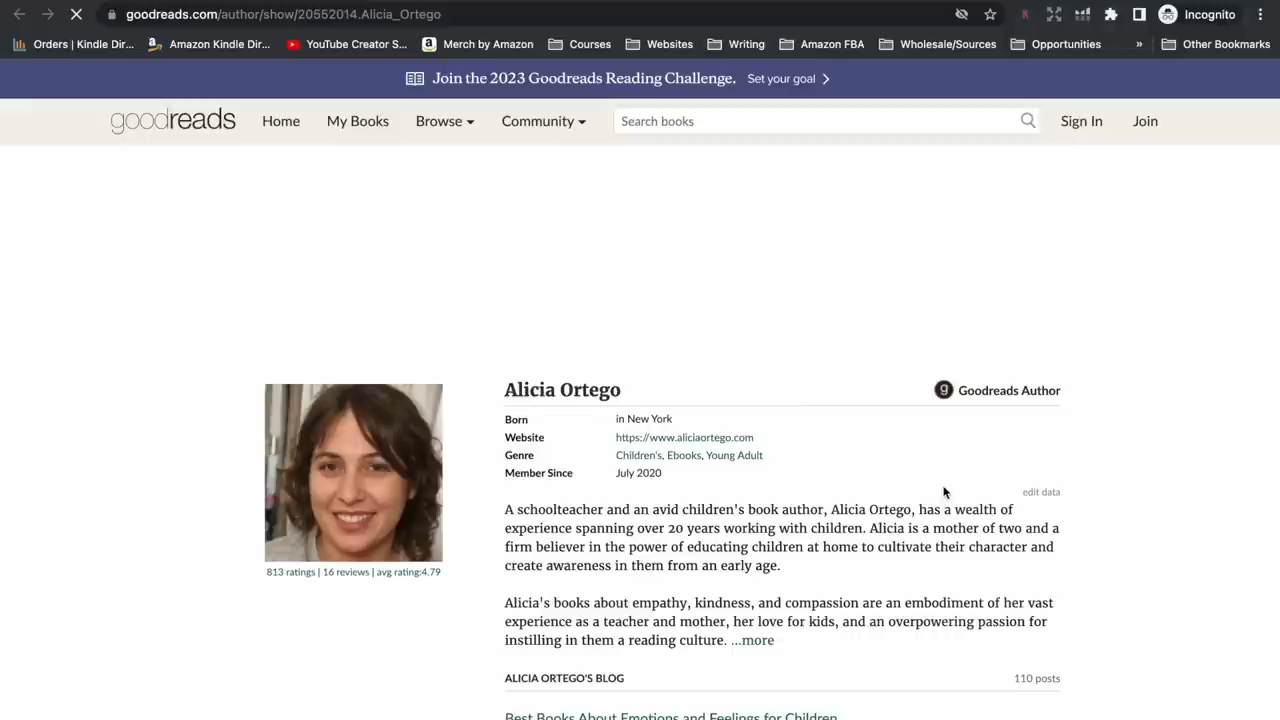 goodreads.com/author/show/20552014.Alicia_Ortego
Incognito
Orders | Kindle Dir...
Amazon Kindle Dir...
YouTube Creator S...
Merch by Amazon
Courses
Websites
Writing
Amazon FBA
Wholesale/Sources
Opportunities
»
Other Bookmarks
Join the 2023 Goodreads Reading Challenge. Set your goal
goodreads
Home
My Books
Browse
Community
Search books
Sign In
Join
Alicia Ortego
g Goodreads Author
Born in New York
Website https://www.aliciaortego.com
Genre Children's, Ebooks, Young Adult
Member Since July 2020
edit data
A schoolteacher and an avid children's book author, Alicia Ortego, has a wealth of
experience spanning over 20 years working with children. Alicia is a mother of two and a
firm believer in the power of educating children at home to cultivate their character and
create awareness in them from an early age.
813 ratings | 16 reviews | avg rating:4.79
Alicia's books about empathy, kindness, and compassion are an embodiment of her vast
experience as a teacher and mother, her love for kids, and an overpowering passion for
instilling in them a reading culture. ...more
ALICIA ORTEGO'S BLOG
110 posts
Best Books About Emotions and Feelings for Children